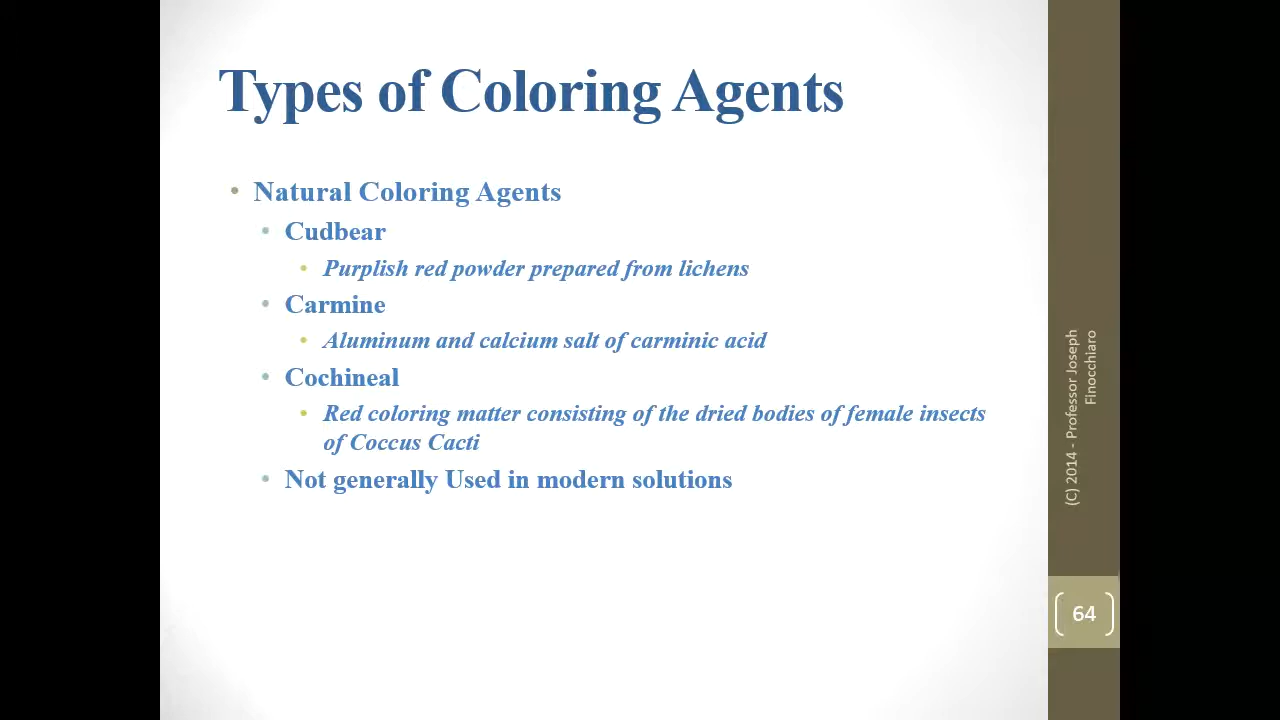 Types of Coloring Agents
• Natural Coloring Agents
• Cudbear
• Purplish red powder prepared from lichens
• Carmine
• Aluminum and calcium salt of carminic acid
• Cochineal
• Red coloring matter consisting of the dried bodies of female insects
of Coccus Cacti
• Not generally Used in modern solutions
(C) 2014 - Professor Joseph
Finocchiaro
64